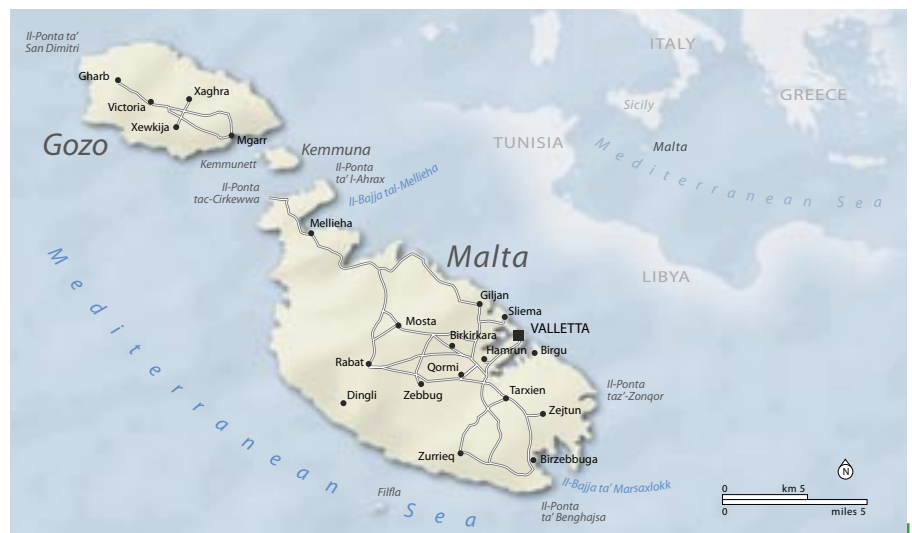 Il-Ponta ta'
San Dimitri
Gharb
Xaghra
Victoria
Xewkija
Mgarr
Gozo
Kemmuna
Kemmunett
Il-Ponta
ta' l-Ahrax
Il-Ponta
tac-Cirkewwa
Il-Bajja tal-Mellieha
Mellieha
Malta
Giljan
Sliema
VALLETTA
Mosta
Birkirkara
Hamrun
Birgu
Rabat
Qormi
Zebbug
Dingli
Tarxien
Zejtun
Il-Ponta
taz'-Zonqor
Zurrieq
Birzebbuga
Il-Bajja ta' Marsaxlokk
Il-Ponta
ta' Benghajsa
Filfla
Mediterranean Sea
ITALY
Sicily
GREECE
TUNISIA
Malta
Mediterranean Sea
LIBYA
N
0 km 5
0 miles 5